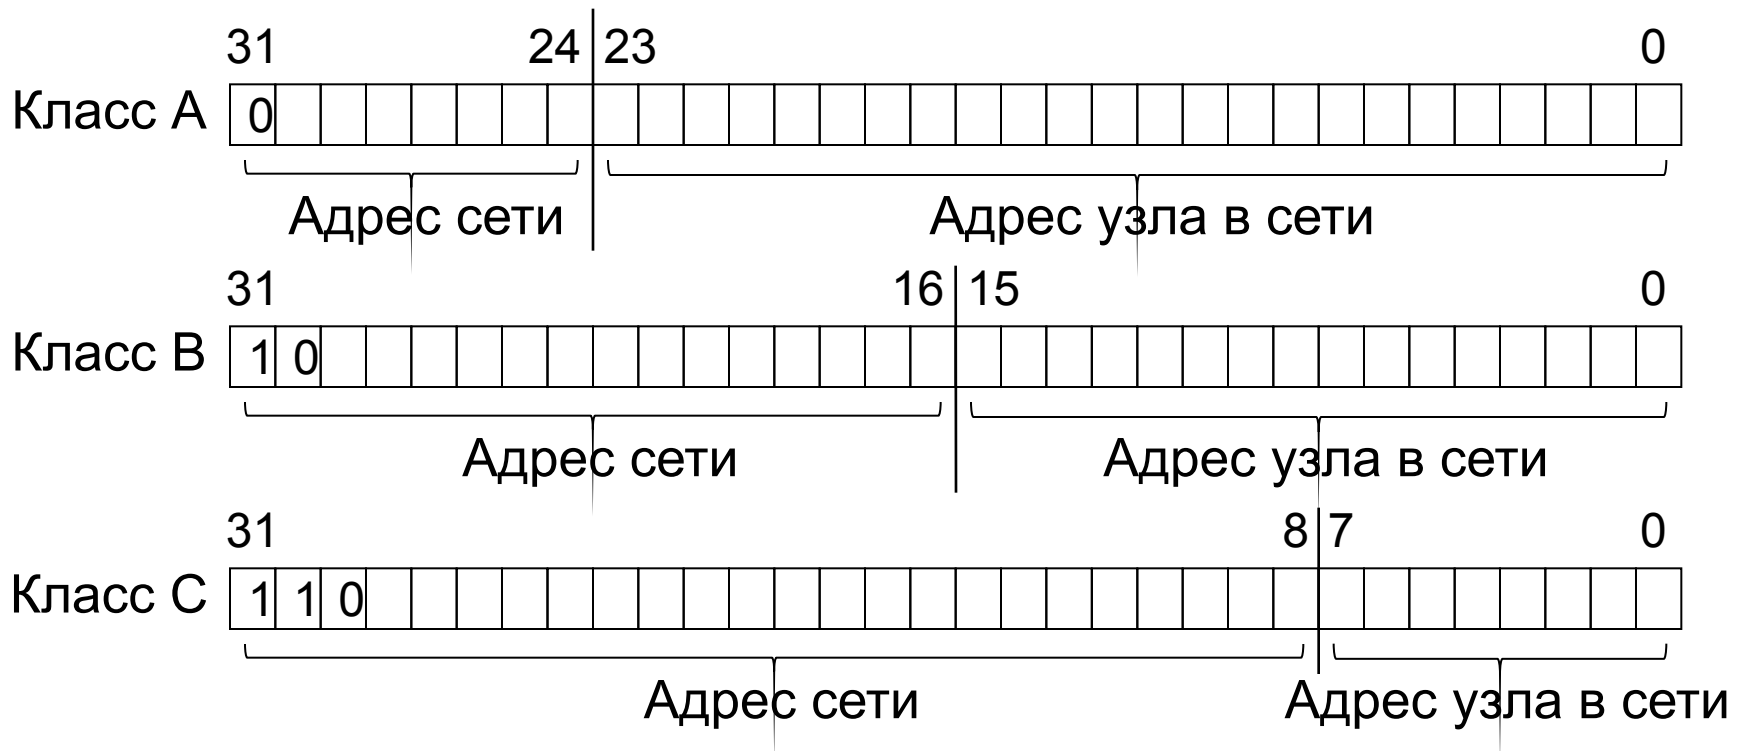 31 24 23 0
Класс A 0
Адрес сети Адрес узла в сети
31 16 15 0
Класс B 1 0
Адрес сети Адрес узла в сети
31 8 7 0
Класс C 1 1 0
Адрес сети Адрес узла в сети